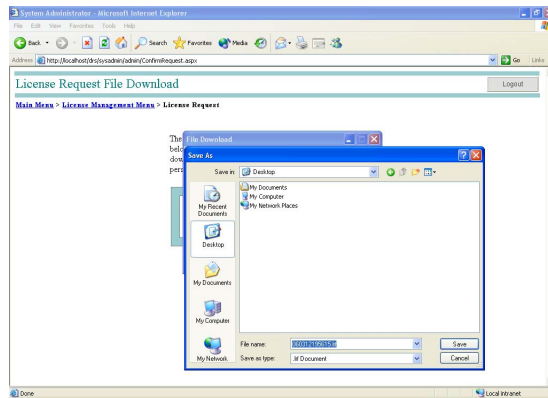 System Administrator - Microsoft Internet Explorer
File Edit View Favorites Tools Help
Back Search Favorites Media
Address http://localhost/drs/sysadmin/admin/ConfirmRequest.aspx Go Links
License Request File Download
Logout
Main Menu > License Management Menu > License Request
The
belo
dow
pers
File Download
Save As
Save in: Desktop
My Documents
My Computer
My Network Places
My Recent Documents
Desktop
My Documents
My Computer
My Network
File name:
Save
Save as type: .lif Document
Cancel
Done
Local intranet